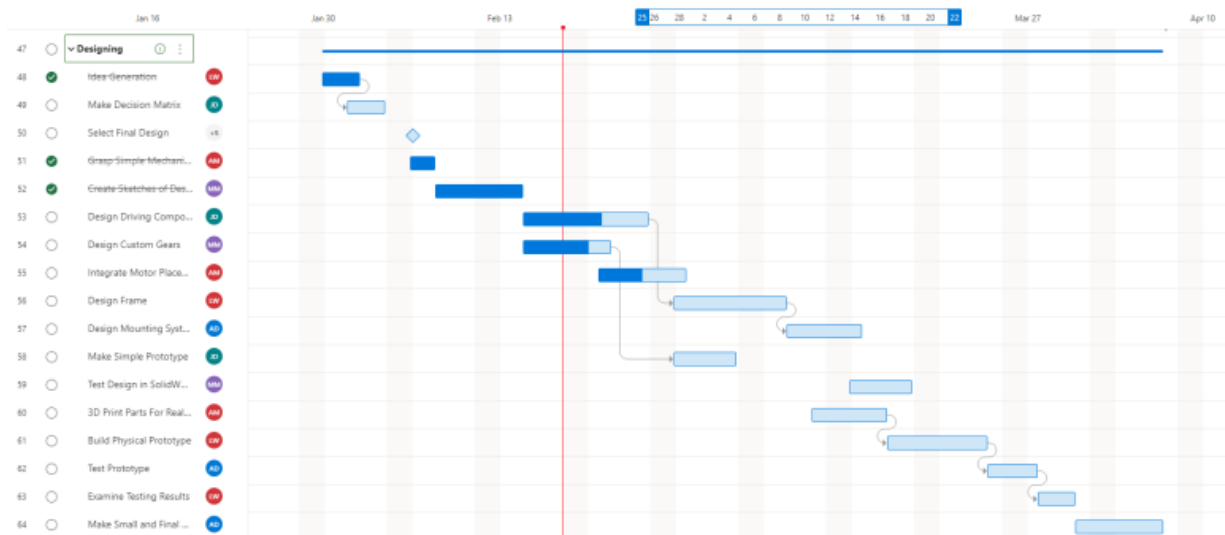 Jan 16 Jan 30 Feb 13 25 26 28 2 4 6 8 10 12 14 16 18 20 22 Mar 27 Apr 10
47 Designing
48 Idea Generation CW
49 Make Decision Matrix JD
50 Select Final Design
51 Grasp Simple Mechani... AM
52 Create Sketches of Des... MM
53 Design Driving Compo... JD
54 Design Custom Gears MM
55 Integrate Motor Place... AM
56 Design Frame CW
57 Design Mounting Syst... AD
58 Make Simple Prototype JD
59 Test Design in SolidW... MM
60 3D Print Parts For Real... AM
61 Build Physical Prototype CW
62 Test Prototype AD
63 Examine Testing Results CW
64 Make Small and Final ... AD